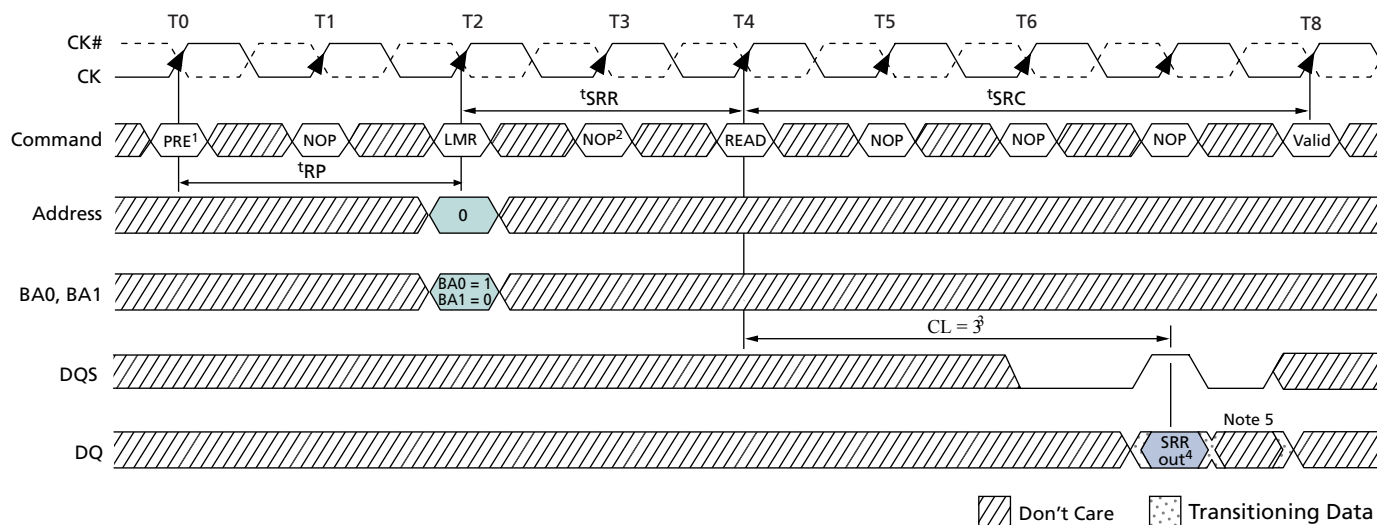 T0 T1 T2 T3 T4 T5 T6 T8
CK#
CK
tSRR tSRC
Command PRE1 NOP LMR NOP2 READ NOP NOP NOP Valid
tRP
Address 0
BA0, BA1 BA0 = 1
BA1 = 0
CL = 33
DQS
Note 5
DQ SRR
out4
Don't Care Transitioning Data